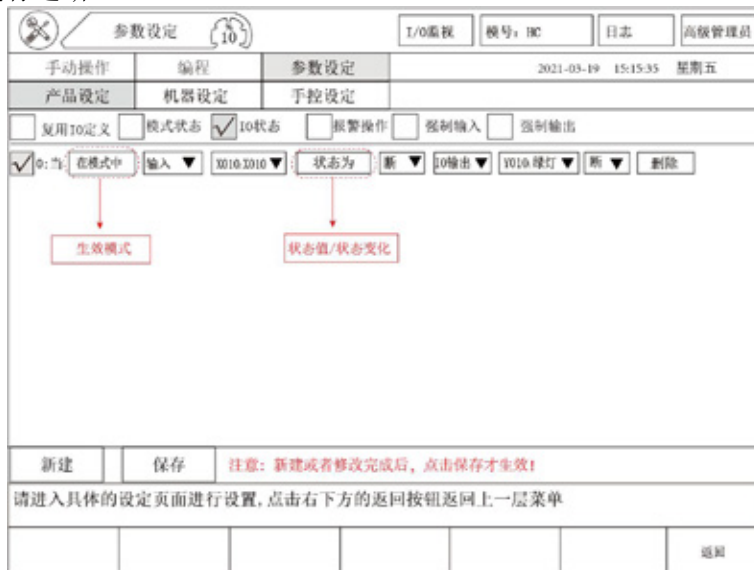 参数设定 10 I/O监视 模号: HC 日志 高级管理员
手动操作 编程 参数设定 2021-03-19 15:15:35 星期五
产品设定 机器设定 手控设定
复用IO定义 模式状态 IO状态 报警操作 强制输入 强制输出
0: 当 在模式中 输入 ▼ X010.X010 ▼ 状态为 断 ▼ IO输出 ▼ Y010.绿灯 ▼ 断 ▼ 删除
生效模式 状态值/状态变化
新建 保存 注意: 新建或者修改完成后, 点击保存才生效!
请进入具体的设定页面进行设置, 点击右下方的返回按钮返回上一层菜单
返回